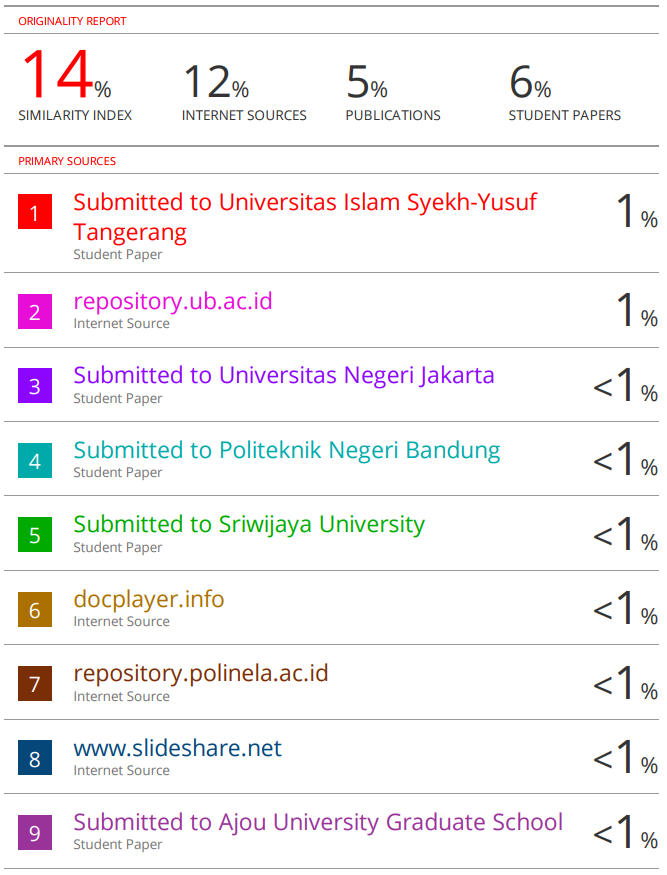 ORIGINALITY REPORT
14% 12% 5% 6%
SIMILARITY INDEX INTERNET SOURCES PUBLICATIONS STUDENT PAPERS
PRIMARY SOURCES
1 Submitted to Universitas Islam Syekh-Yusuf 1%
Tangerang
Student Paper
2 repository.ub.ac.id 1%
Internet Source
3 Submitted to Universitas Negeri Jakarta <1%
Student Paper
4 Submitted to Politeknik Negeri Bandung <1%
Student Paper
5 Submitted to Sriwijaya University <1%
Student Paper
6 docplayer.info <1%
Internet Source
7 repository.polinela.ac.id <1%
Internet Source
8 www.slideshare.net <1%
Internet Source
9 Submitted to Ajou University Graduate School <1%
Student Paper